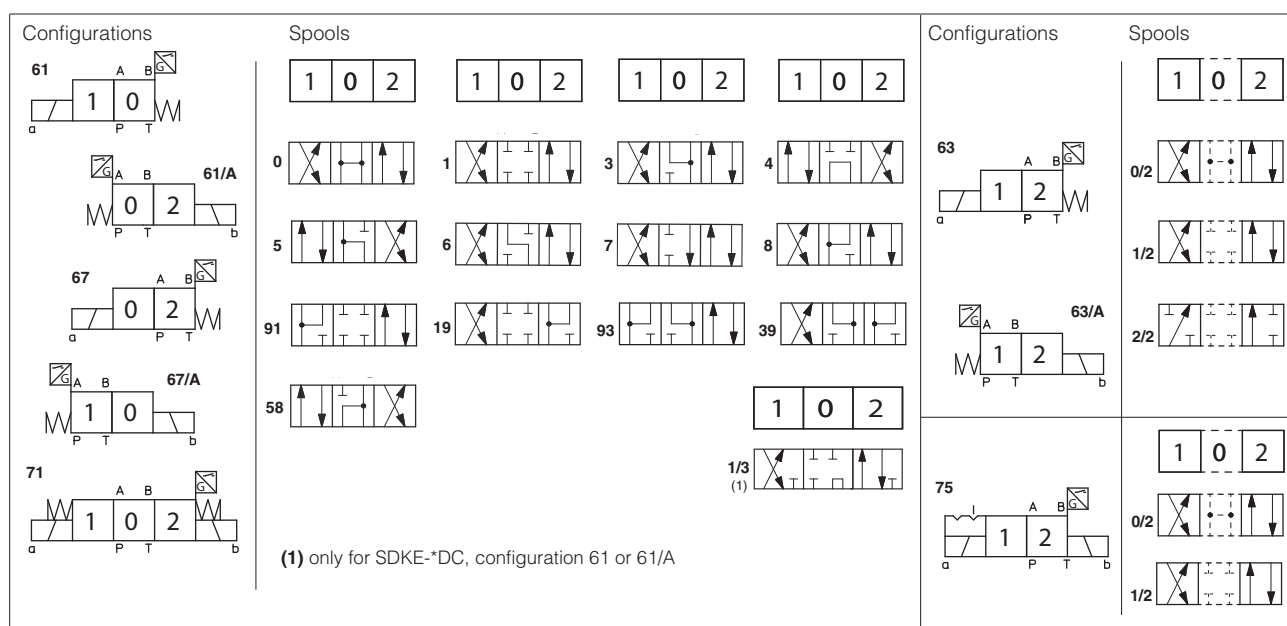 Configurations
Spools
Configurations
Spools
61
A B G
1 0
a P T
G
A B 61/A
0 2
P T b
67
A B G
0 2
a P T
G
A B 67/A
1 0
P T b
71
A B G
1 0 2
a P T b
1 0 2
1 0 2
1 0 2
1 0 2
0
1
3
4
5
6
7
8
91
19
93
39
58
1 0 2
1/3
(1)
(1) only for SDKE-*DC, configuration 61 or 61/A
63
A B G
1 2
a P T
G
A B 63/A
1 2
P T b
1 0 2
0/2
1/2
2/2
75
A B G
1 2
a P T b
1 0 2
0/2
1/2